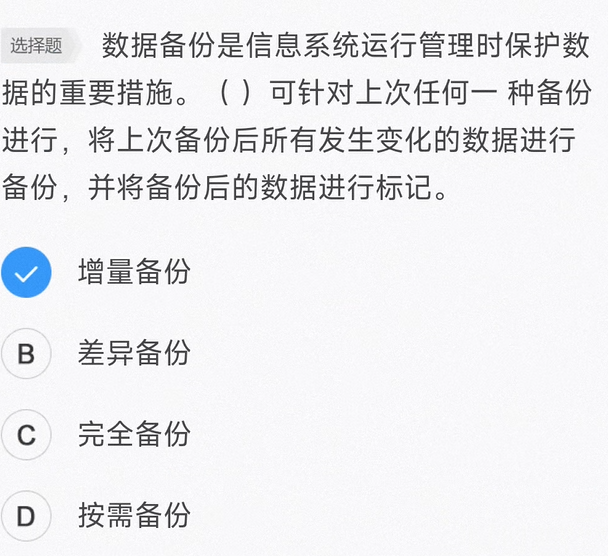 选择题 数据备份是信息系统运行管理时保护数
据的重要措施。（ ）可针对上次任何一 种备份
进行，将上次备份后所有发生变化的数据进行
备份，并将备份后的数据进行标记。
增量备份
B 差异备份
C 完全备份
D 按需备份